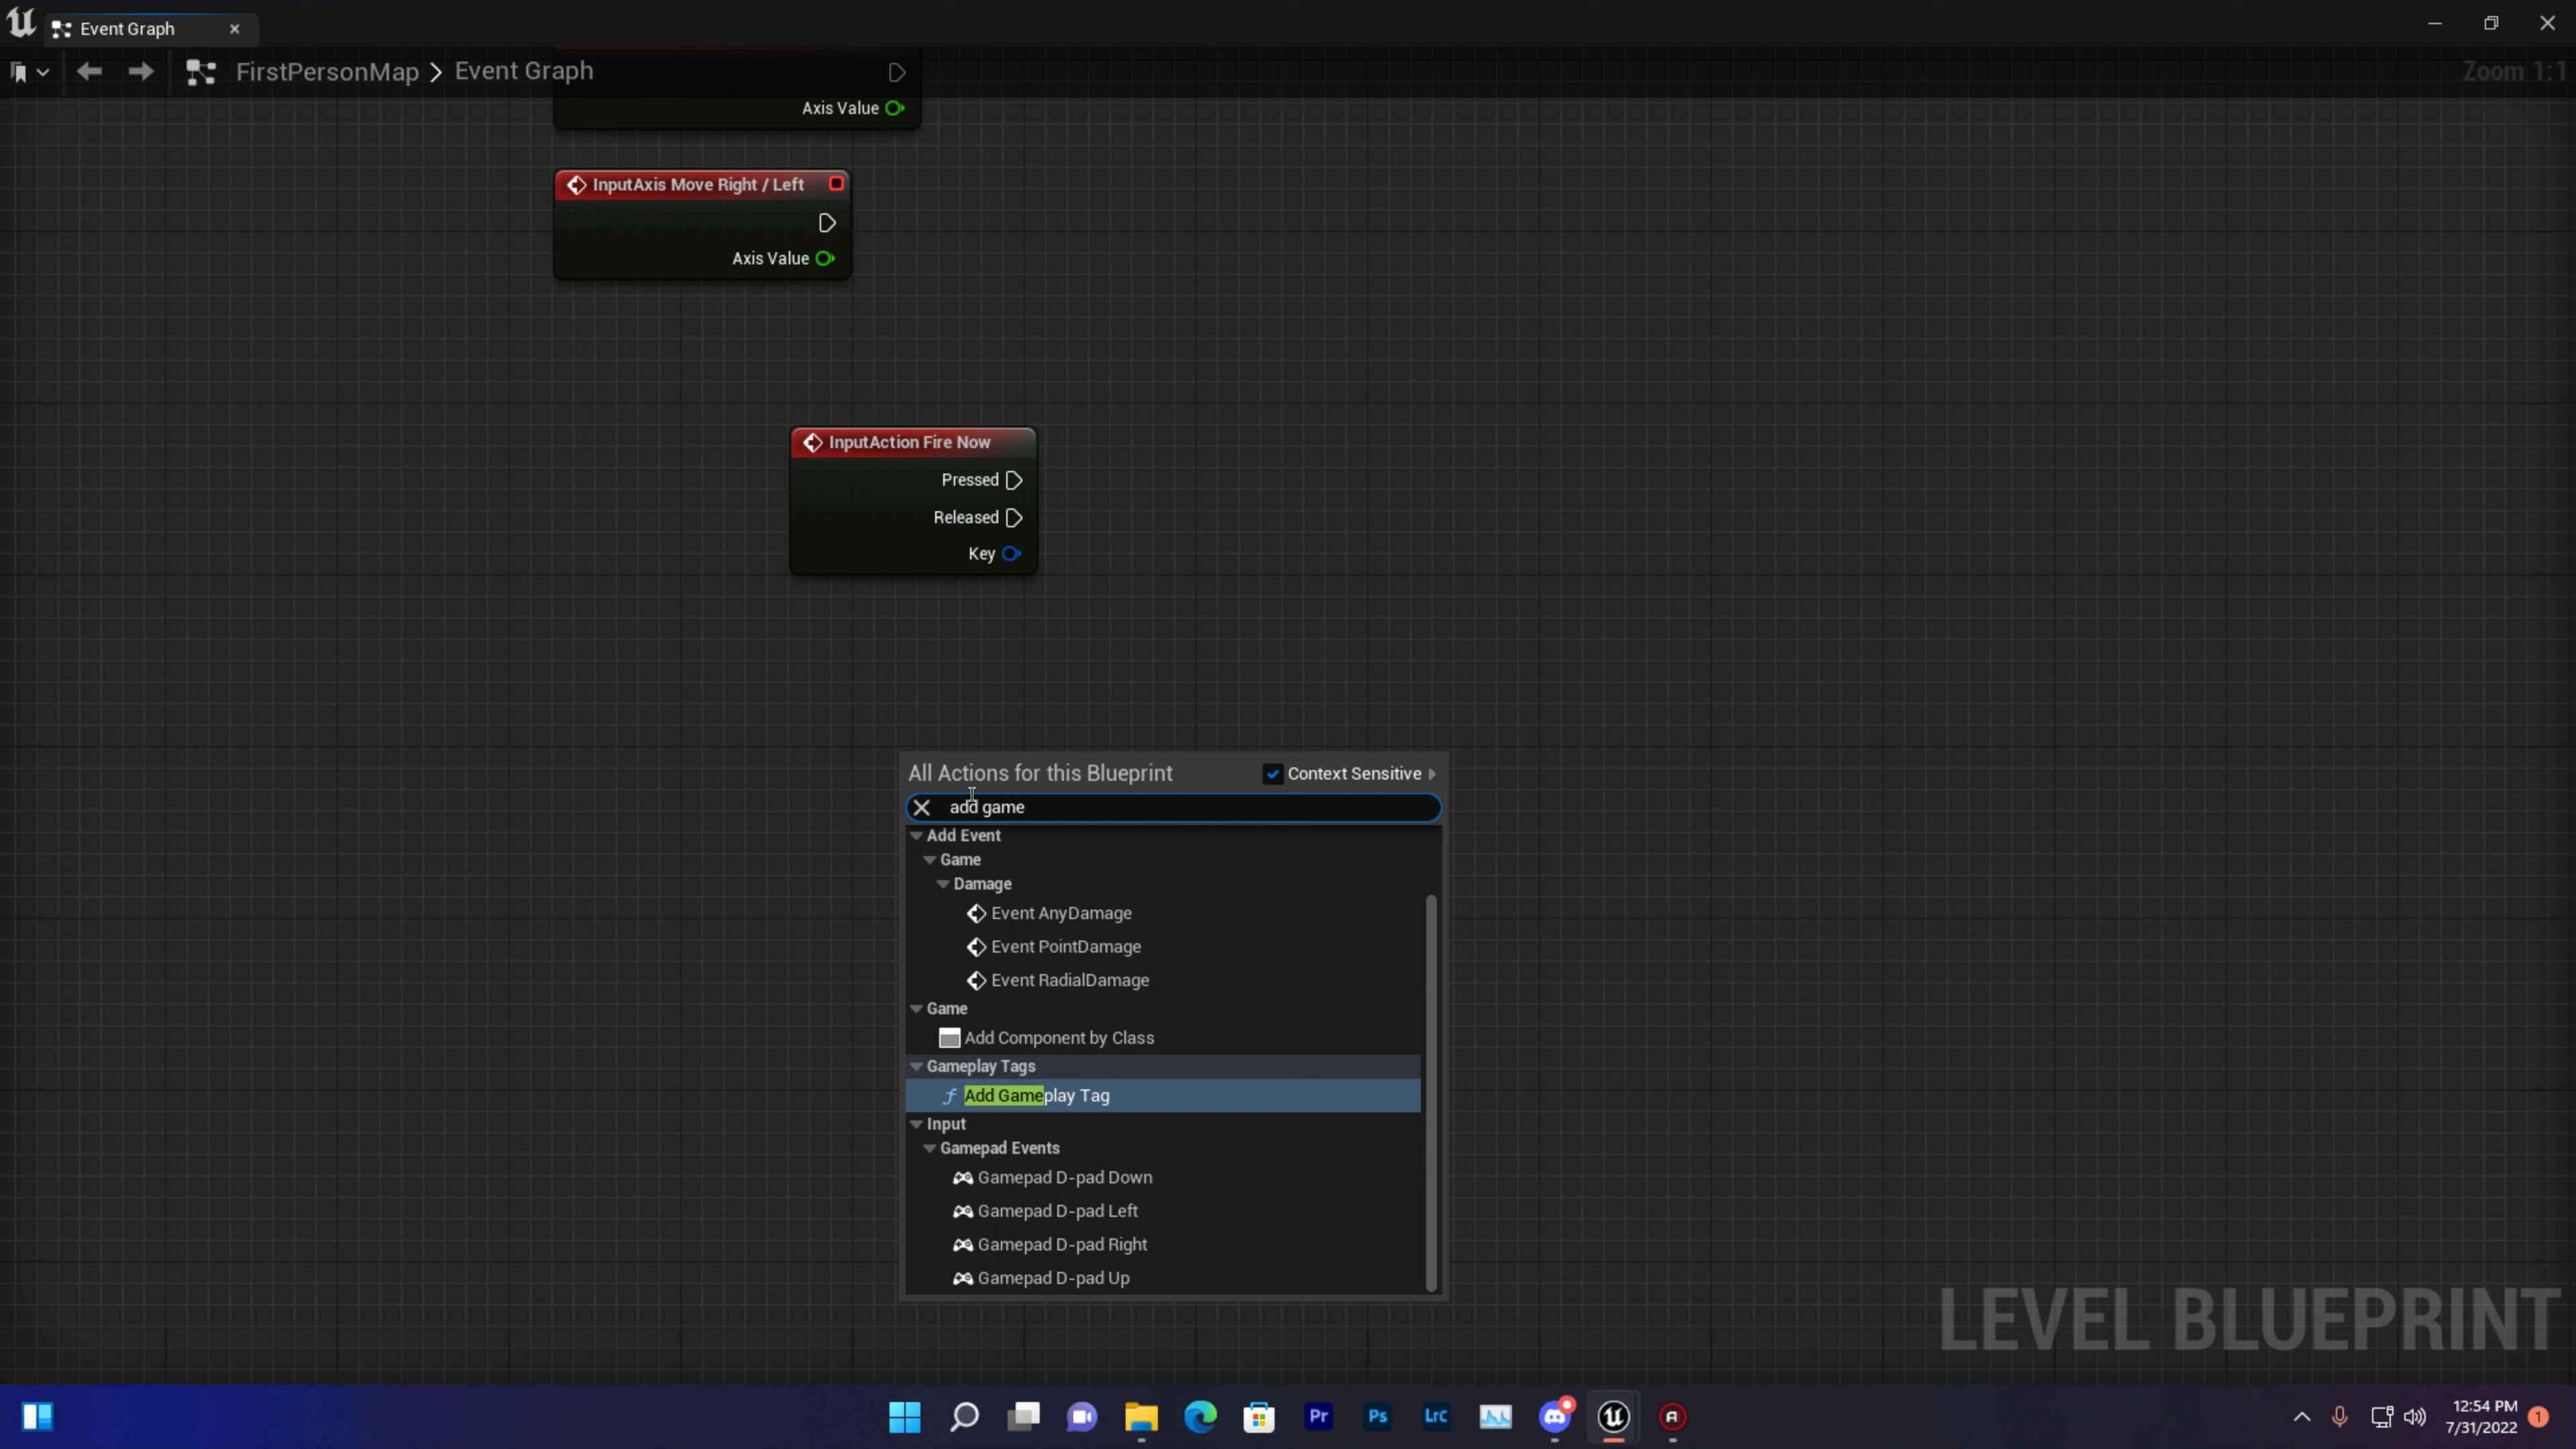 Event Graph
FirstPersonMap > Event Graph
Zoom 1:1
Axis Value
InputAxis Move Right / Left
Axis Value
InputAction Fire Now
Pressed
Released
Key
All Actions for this Blueprint
Context Sensitive
add game
Add Event
Game
Damage
Event AnyDamage
Event PointDamage
Event RadialDamage
Game
Add Component by Class
Gameplay Tags
f Add Gameplay Tag
Input
Gamepad Events
Gamepad D-pad Down
Gamepad D-pad Left
Gamepad D-pad Right
Gamepad D-pad Up
LEVEL BLUEPRINT
Pr
Ps
Lrc
12:54 PM
7/31/2022
1